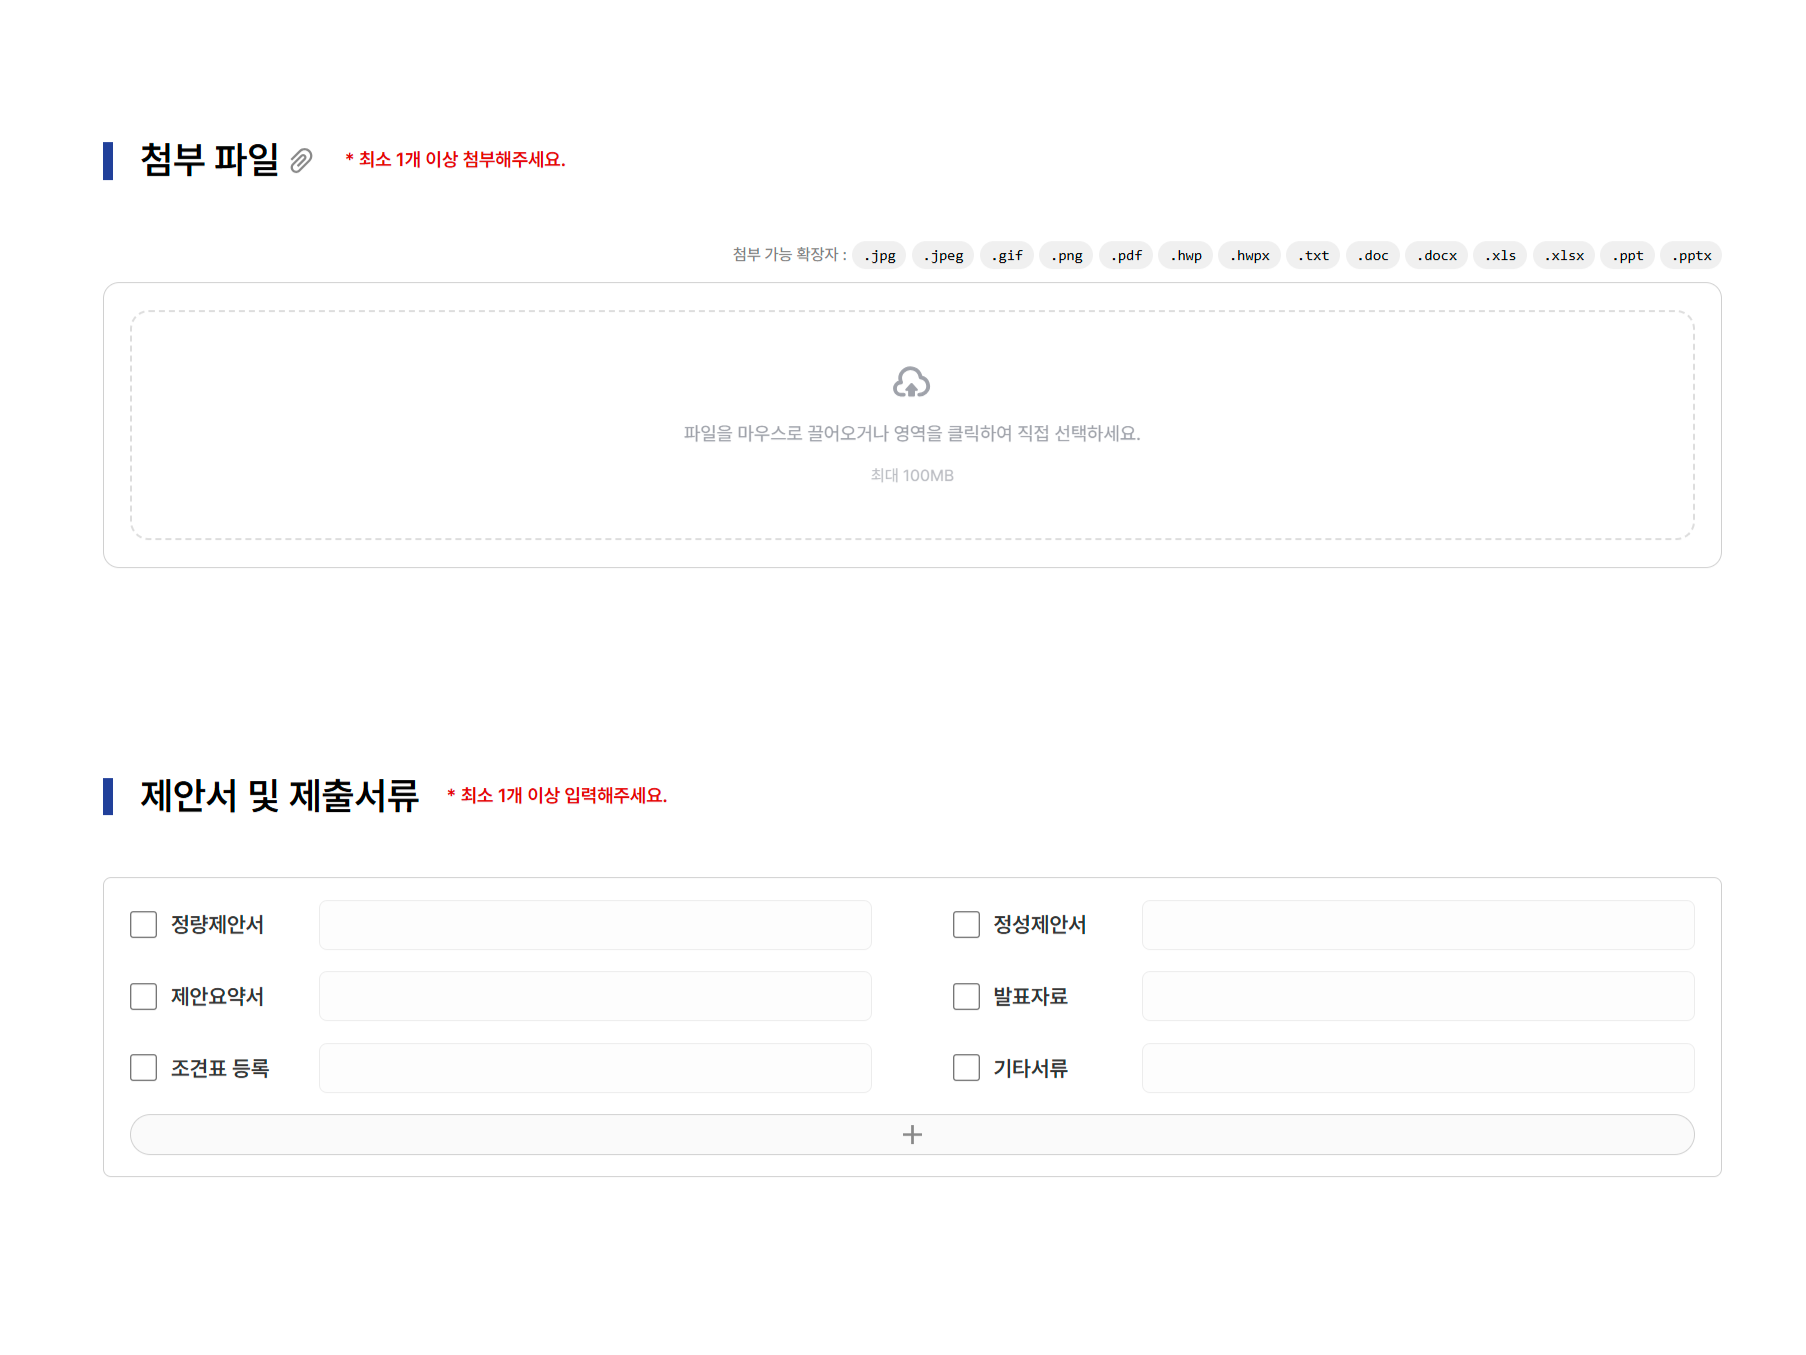 첨부 파일 * 최소 1개 이상 첨부해주세요.
첨부 가능 확장자 : .jpg .jpeg .gif .png .pdf .hwp .hwpx .txt .doc .docx .xls .xlsx .ppt .pptx
파일을 마우스로 끌어오거나 영역을 클릭하여 직접 선택하세요.
최대 100MB
제안서 및 제출서류 * 최소 1개 이상 입력해주세요.
정량제안서 정성제안서
제안요약서 발표자료
조견표 등록 기타서류